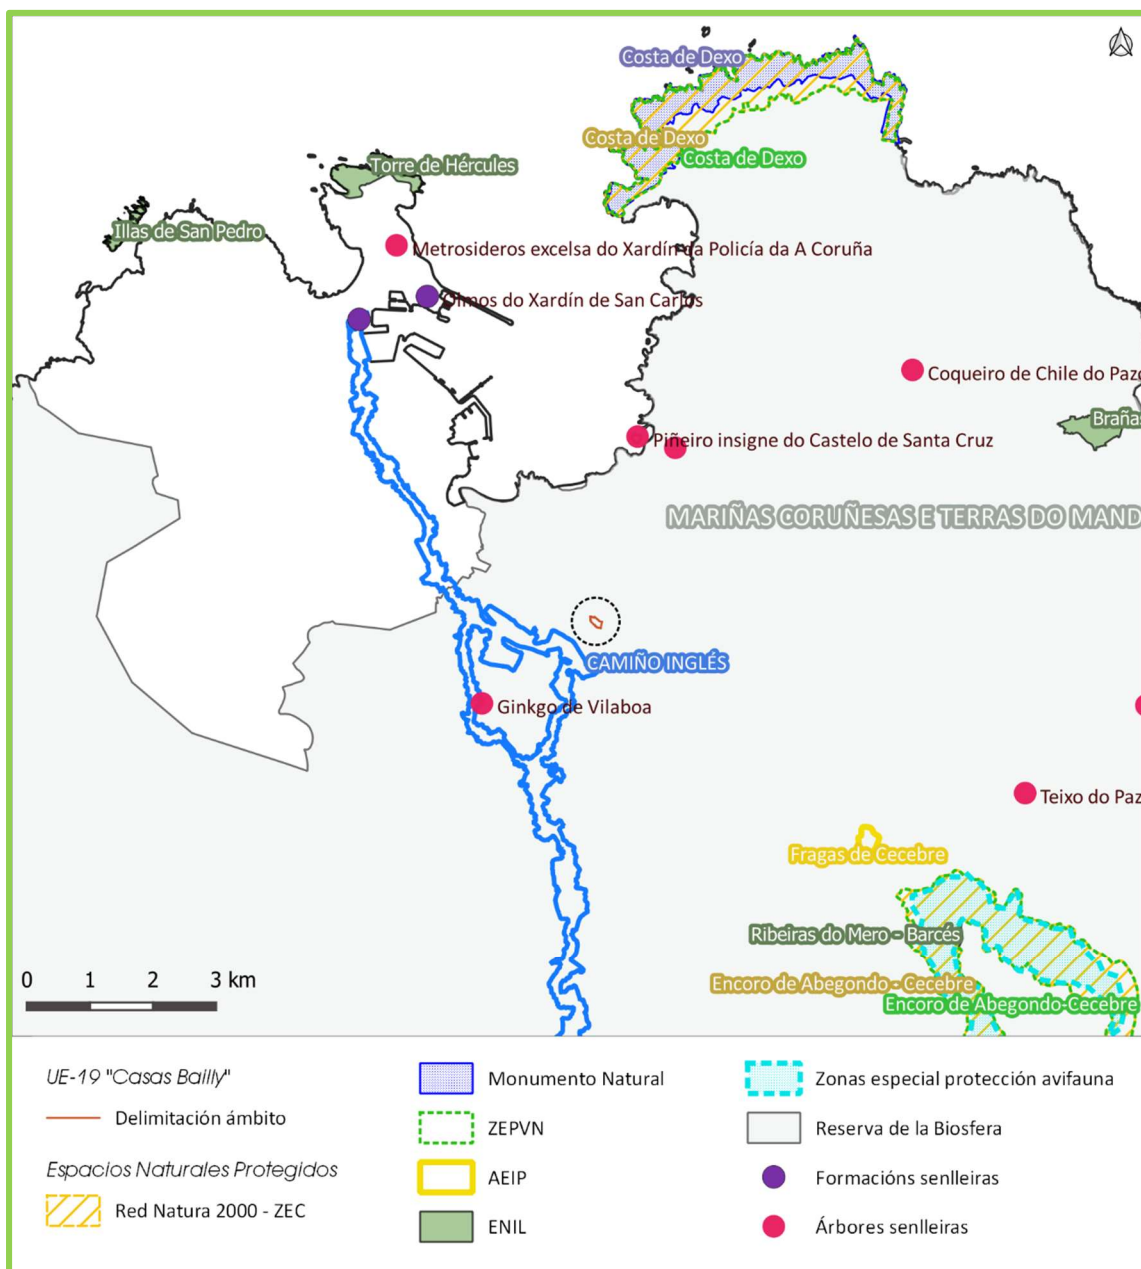 Costa de Dexo
Costa de Dexo
Costa de Dexo
Torre de Hércules
Illas de San Pedro
Metrosideros excelsa do Xardín da Policía da A Coruña
Olmos do Xardín de San Carlos
Coqueiro de Chile do Pazo
Brañas
Piñeiro insigne do Castelo de Santa Cruz
MARIÑAS CORUÑESAS E TERRAS DO MAND
CAMIÑO INGLÉS
Ginkgo de Vilaboa
Teixo do Paz
Fragas de Cecebre
Ribeiras do Mero - Barcés
Encoro de Abegondo - Cecebre
Encoro de Abegondo-Cecebre
0 1 2 3 km
UE-19 "Casas Bailly"
Delimitación ámbito
Espacios Naturales Protegidos
Red Natura 2000 - ZEC
Monumento Natural
ZEPVN
AEIP
ENIL
Zonas especial protección avifauna
Reserva de la Biosfera
Formacións senlleiras
Árbores senlleiras